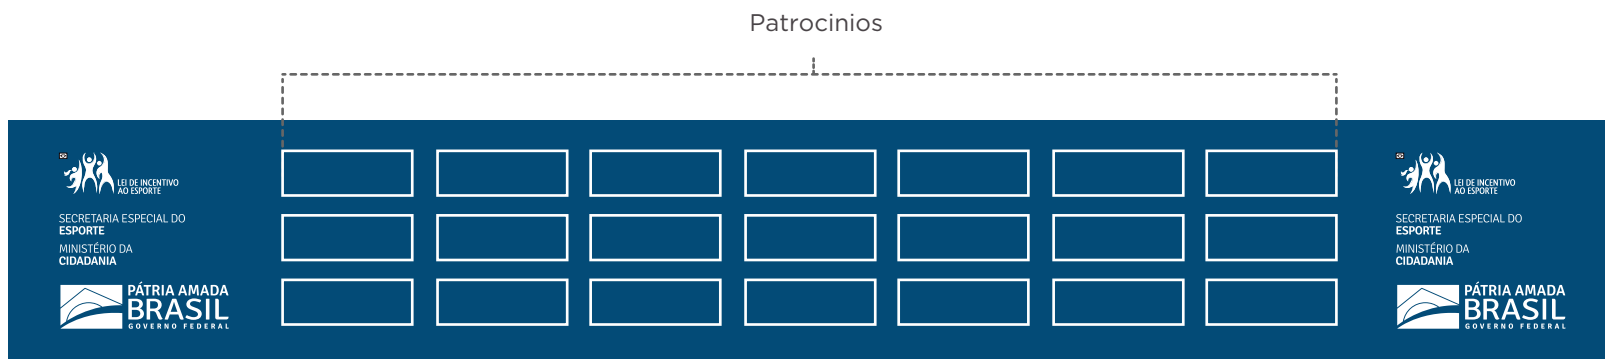 Patrocinios
LEI DE INCENTIVO
AO ESPORTE
SECRETARIA ESPECIAL DO
ESPORTE
MINISTÉRIO DA
CIDADANIA
PÁTRIA AMADA
BRASIL
GOVERNO FEDERAL
LEI DE INCENTIVO
AO ESPORTE
SECRETARIA ESPECIAL DO
ESPORTE
MINISTÉRIO DA
CIDADANIA
PÁTRIA AMADA
BRASIL
GOVERNO FEDERAL